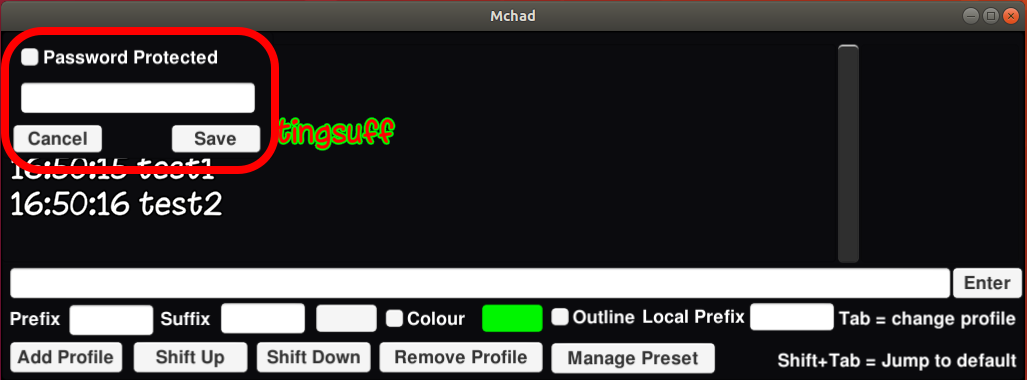 Mchad
Password Protected
Cancel Save
tingsuff
16:50:15 test1
16:50:16 test2
Enter
Prefix Suffix Colour Outline Local Prefix Tab = change profile
Add Profile Shift Up Shift Down Remove Profile Manage Preset Shift+Tab = Jump to default